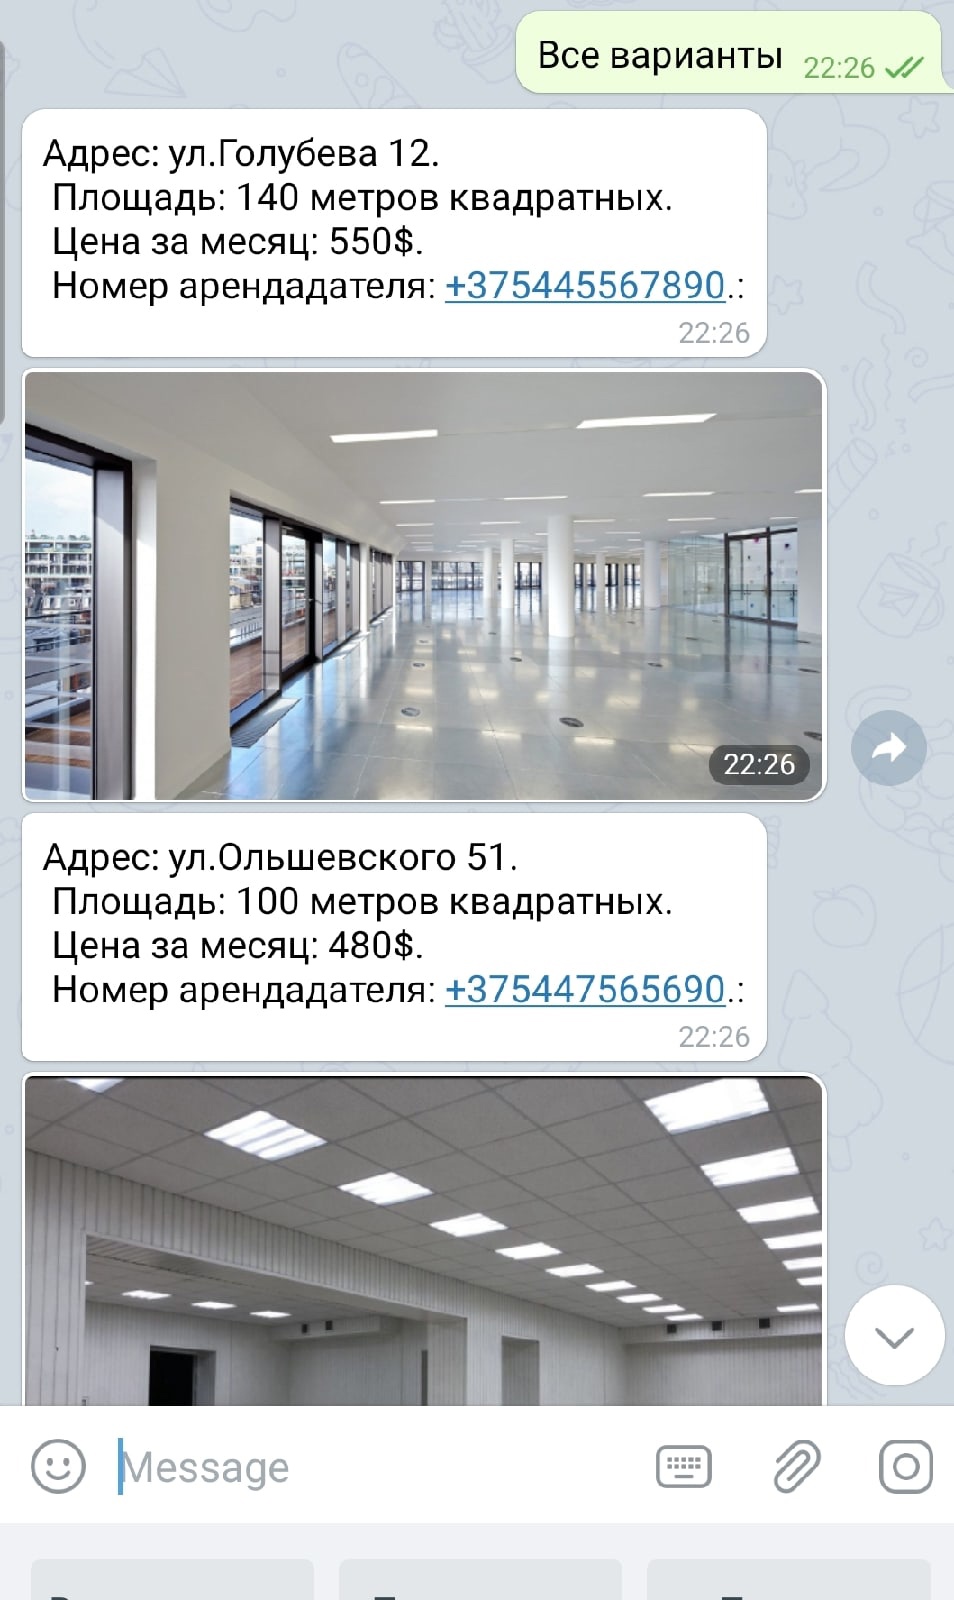 Все варианты 22:26
Адрес: ул.Голубева 12.
Площадь: 140 метров квадратных.
Цена за месяц: 550$.
Номер арендадателя: +375445567890.:
22:26
22:26
Адрес: ул.Ольшевского 51.
Площадь: 100 метров квадратных.
Цена за месяц: 480$.
Номер арендадателя: +375447565690.:
22:26
Message